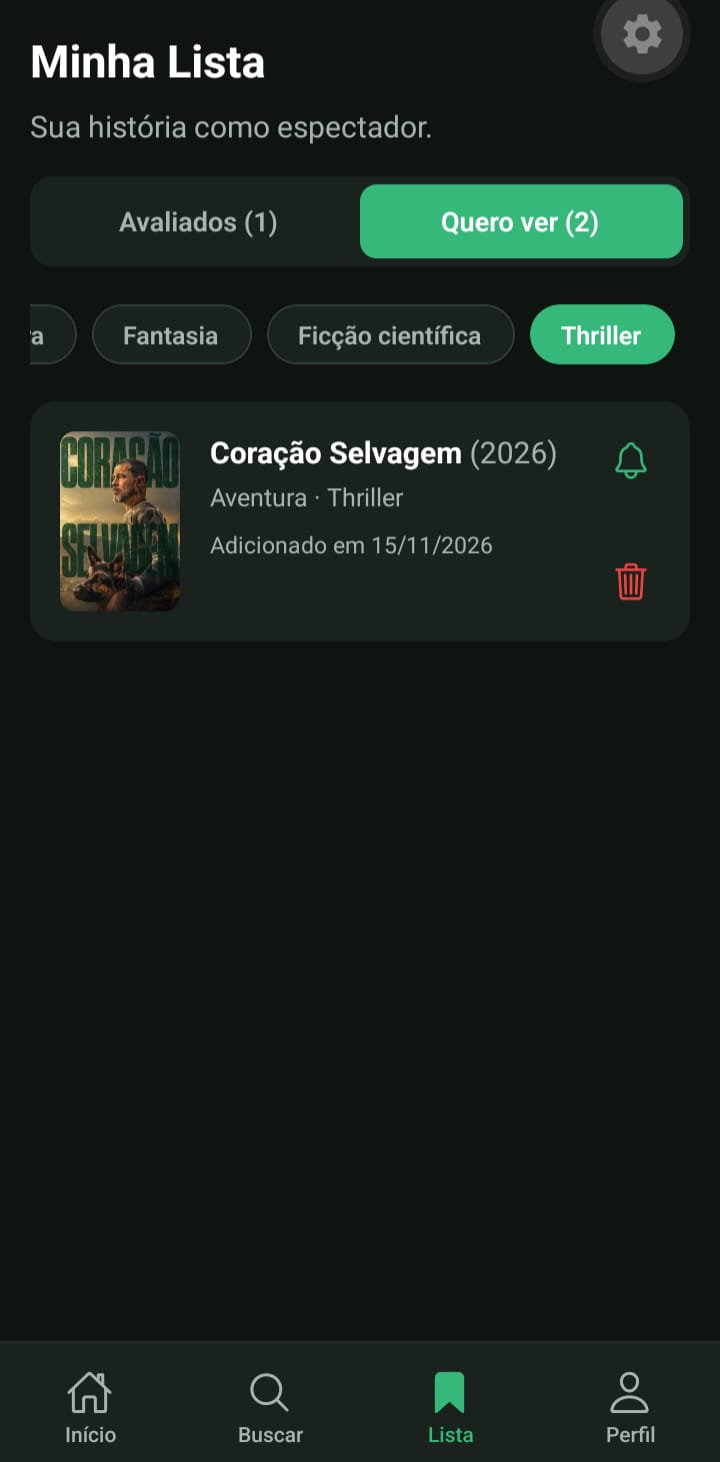 Minha Lista
Sua história como espectador.
Avaliados (1)
Quero ver (2)
a
Fantasia
Ficção científica
Thriller
CORAÇÃO
SELVAGEM
Coração Selvagem (2026)
Aventura · Thriller
Adicionado em 15/11/2026
Início
Buscar
Lista
Perfil